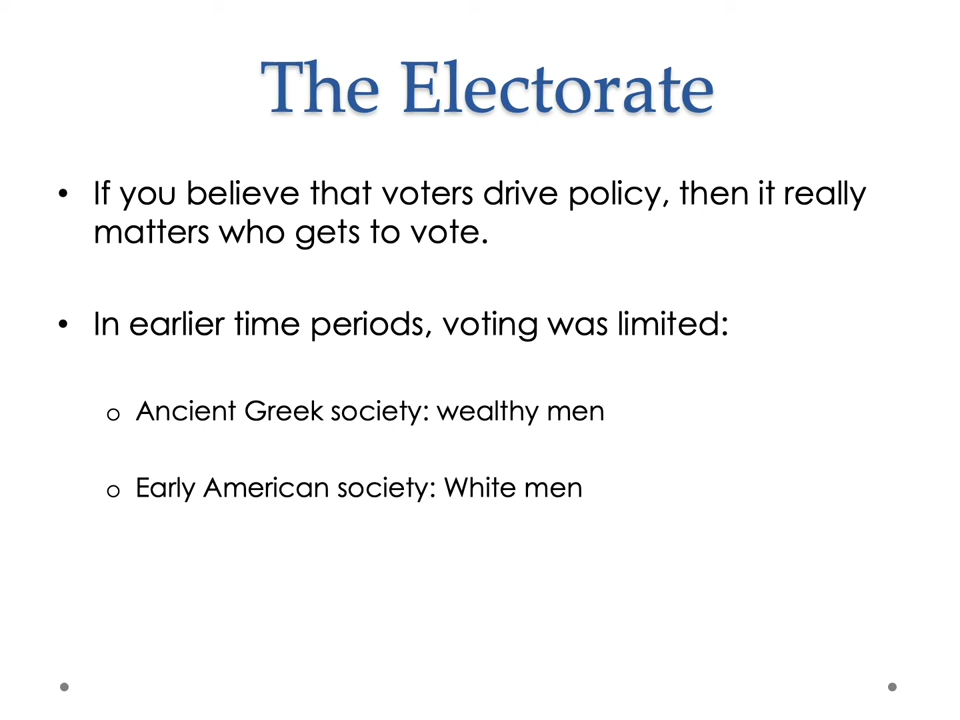 The Electorate
• If you believe that voters drive policy, then it really
matters who gets to vote.
• In earlier time periods, voting was limited:
o Ancient Greek society: wealthy men
o Early American society: White men